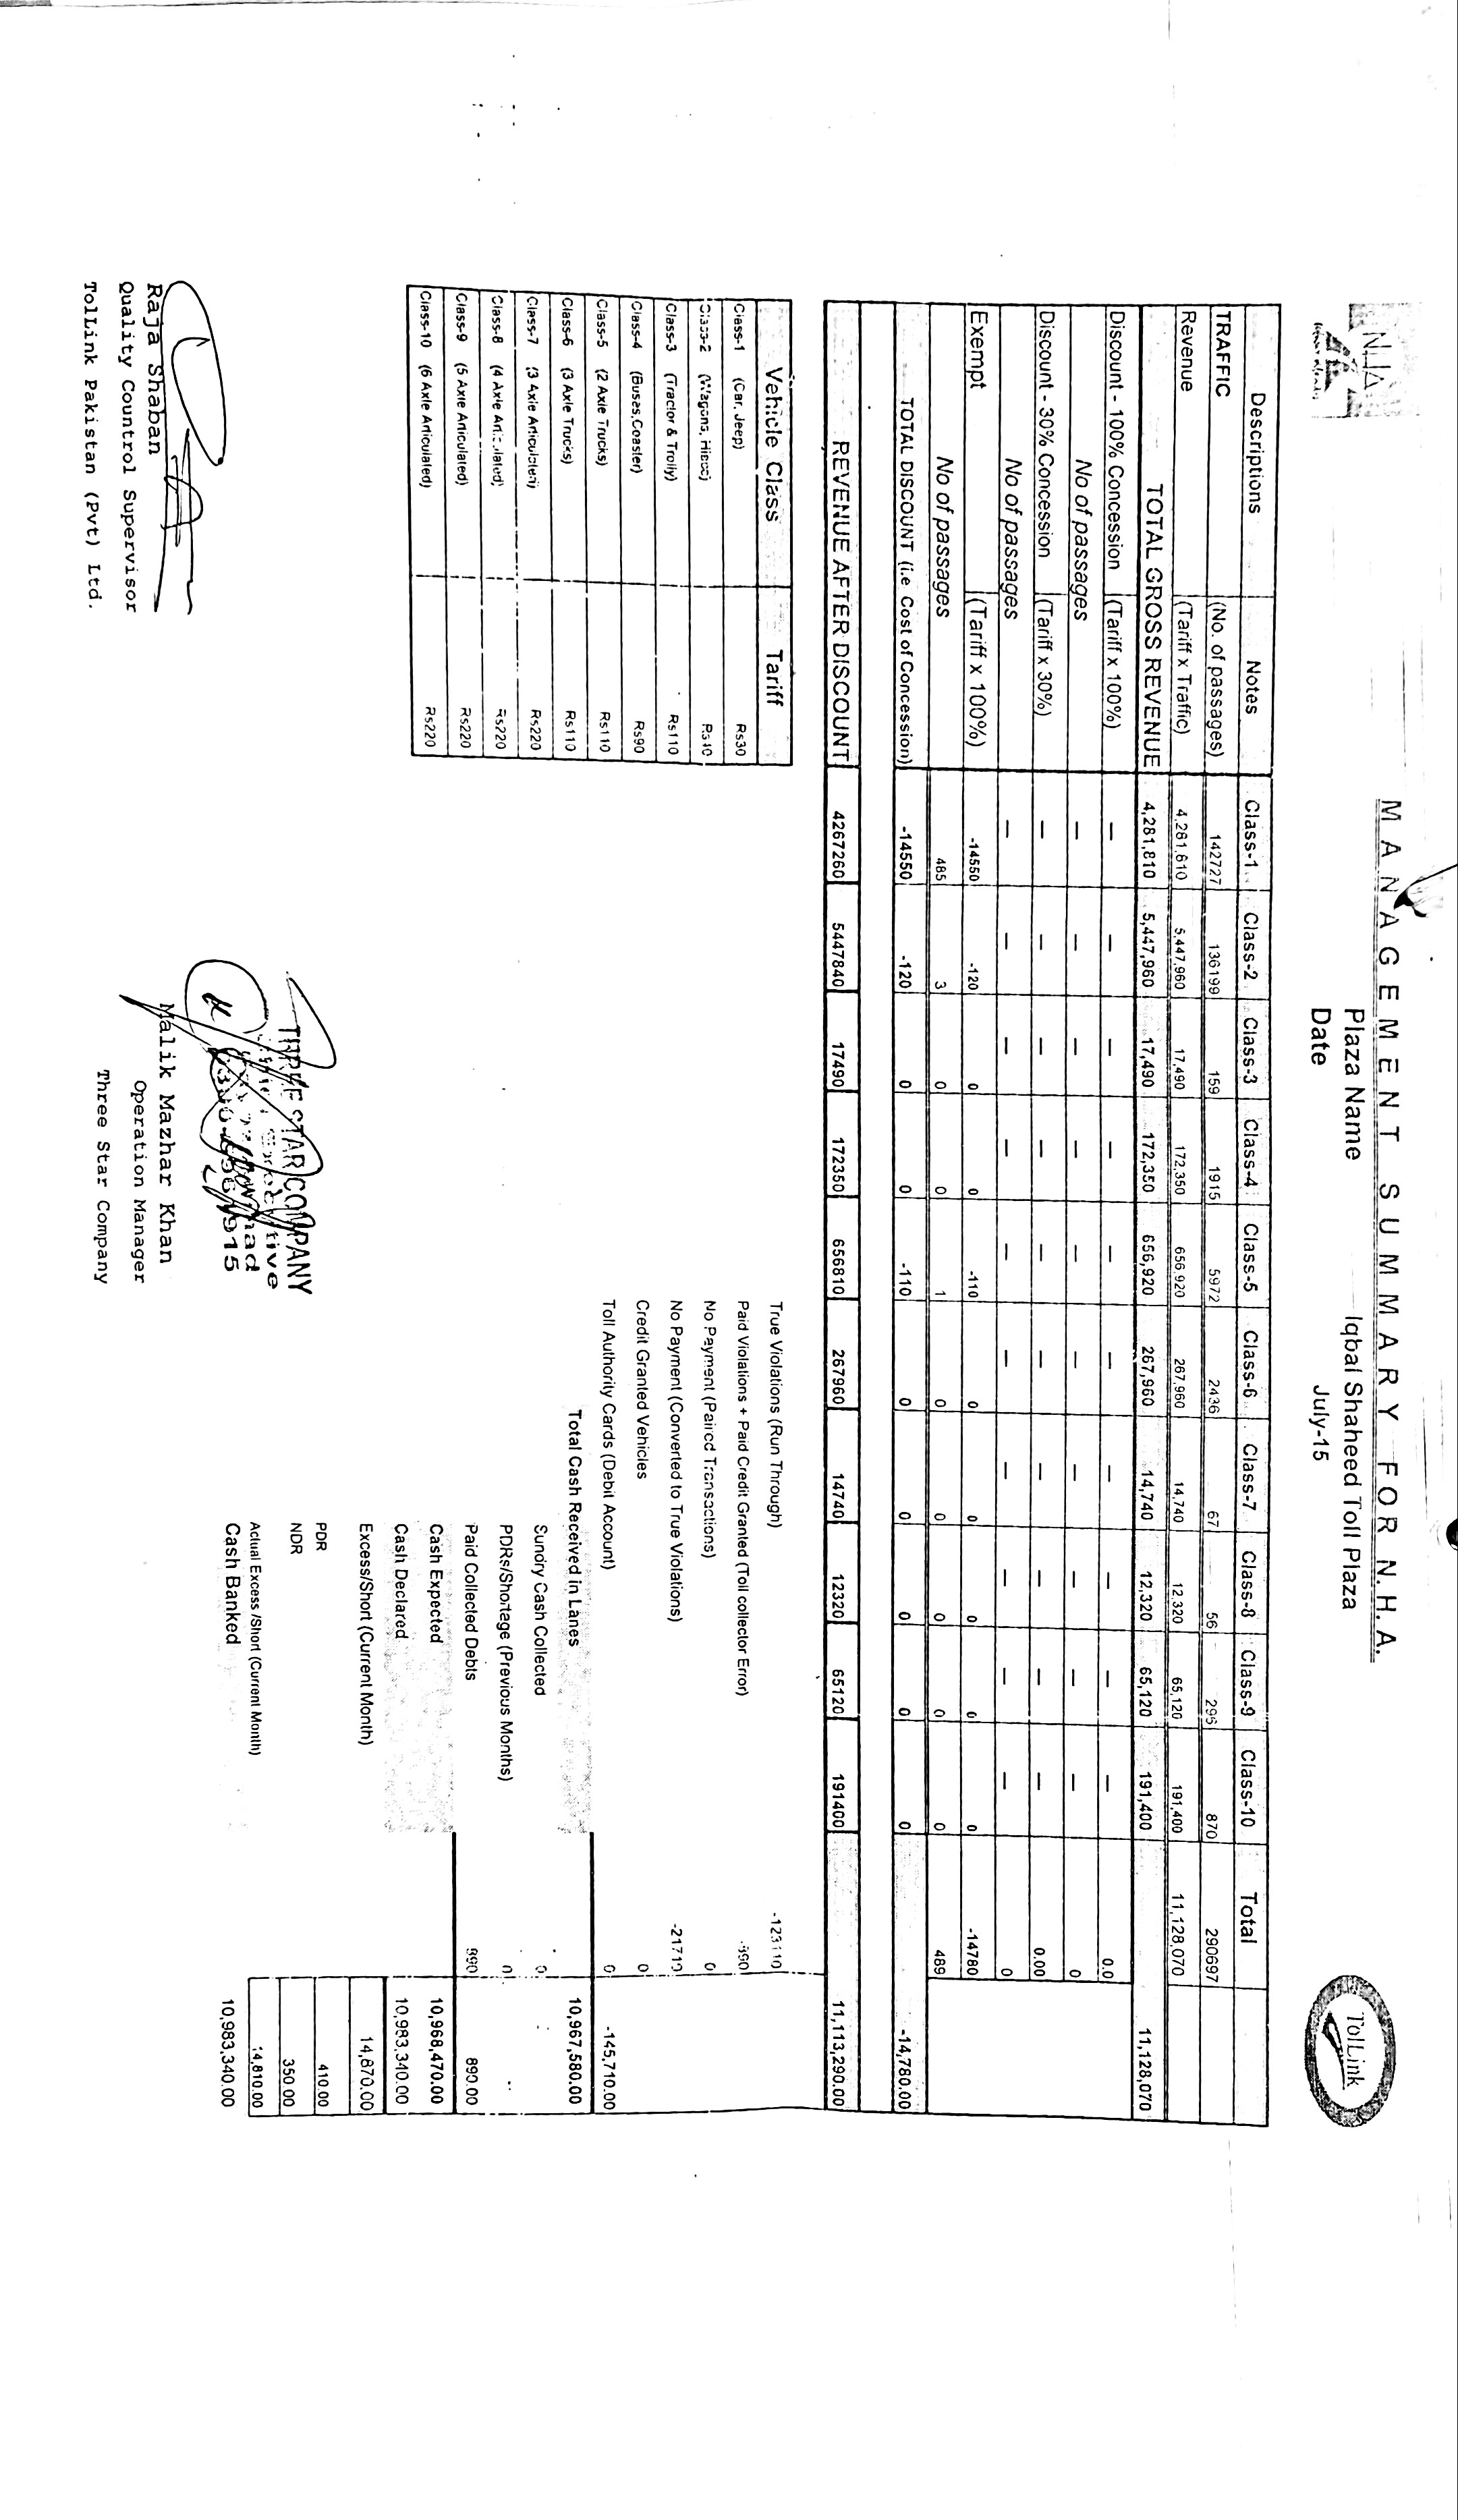 NHA
MANAGEMENT SUMMARY FOR N.H.A.
TolLink
Plaza Name Iqbal Shaheed Toll Plaza
Date July-15
Descriptions Notes Class-1 Class-2 Class-3 Class-4 Class-5 Class-6 Class-7 Class-8 Class-9 Class-10 Total
TRAFFIC (No. of passages) 142727 136199 159 1915 5972 2436 67 56 296 870 290697
Revenue (Tariff x Traffic) 4,281,810 5,447,960 17,490 172,350 656,920 267,960 14,740 12,320 65,120 191,400 11,128,070
TOTAL GROSS REVENUE 4,281,810 5,447,960 17,490 172,350 656,920 267,960 14,740 12,320 65,120 191,400 11,128,070
Discount - 100% Concession (Tariff x 100%) – – – – – – – – – – 0.0
No of passages – – – – – – – – – – 0
Discount - 30% Concession (Tariff x 30%) – – – – – – – – – – 0.00
No of passages – – – – – – – – – – 0
Exempt (Tariff x 100%) -14550 -120 0 0 -110 0 0 0 0 0 -14780
No of passages 485 3 0 0 1 0 0 0 0 0 489
TOTAL DISCOUNT (i.e Cost of Concession) -14550 -120 0 0 -110 0 0 0 0 0 -14,780.00
REVENUE AFTER DISCOUNT 4267260 5447840 17490 172350 656810 267960 14740 12320 65120 191400 11,113,290.00
Vehicle Class Tariff
Class-1 (Car, Jeep) Rs30
Class-2 (Wagons, Hiace) Rs40
Class-3 (Tractor & Trolly) Rs110
Class-4 (Buses,Coaster) Rs90
Class-5 (2 Axle Trucks) Rs110
Class-6 (3 Axle Trucks) Rs110
Class-7 (3 Axle Articulated) Rs220
Class-8 (4 Axle Articulated) Rs220
Class-9 (5 Axle Articulated) Rs220
Class-10 (6 Axle Articulated) Rs220
True Violations (Run Through) -123110
Paid Violations + Paid Credit Granted (Toll collector Error) -890
No Payment (Paired Transactions) 0
No Payment (Converted to True Violations) -21710
Credit Granted Vehicles 0
Toll Authority Cards (Debit Account) 0 -145,710.00
Total Cash Received in Lanes 10,967,580.00
Sundry Cash Collected 0
PDRs/Shortage (Previous Months) 0
Paid Collected Debts 890 890.00
Cash Expected 10,968,470.00
Cash Declared 10,983,340.00
Excess/Short (Current Month) 14,870.00
PDR 410.00
NDR 350.00
Actual Excess /Short (Current Month) 14,810.00
Cash Banked 10,983,340.00
Raja Shaban
Quality Countrol Supervisor
TolLink Pakistan (Pvt) Ltd.
THREE STAR COMPANY
Malik Mazhar Khan
Operation Manager
Three Star Company